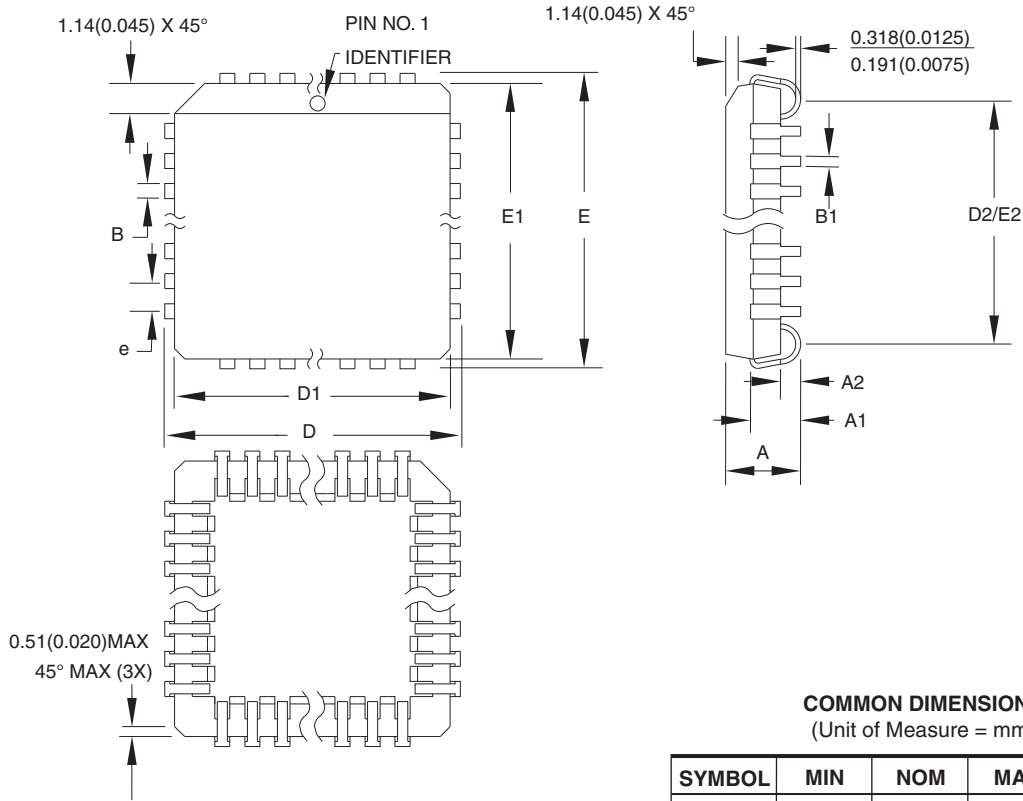 1.14(0.045) X 45°
PIN NO. 1
IDENTIFIER
1.14(0.045) X 45°
0.318(0.0125)
0.191(0.0075)
B
e
E1
E
B1
D2/E2
D1
D
A2
A1
A
0.51(0.020)MAX
45° MAX (3X)
COMMON DIMENSION
(Unit of Measure = mm
SYMBOL MIN NOM MA